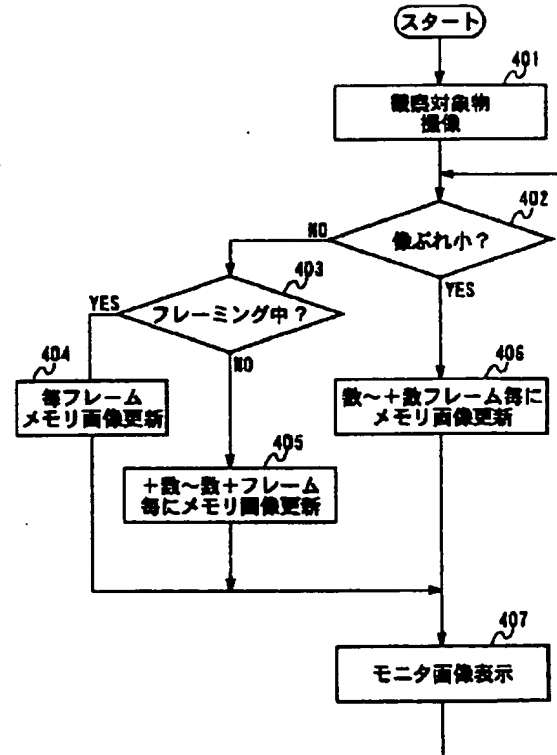 スタート
401
観察対象物
撮像
402
像ぶれ小？
NO
YES
403
フレーミング中？
YES
NO
404
毎フレーム
メモリ画像更新
406
数〜十数フレーム毎に
メモリ画像更新
405
十数〜数十フレーム
毎にメモリ画像更新
407
モニタ画像表示